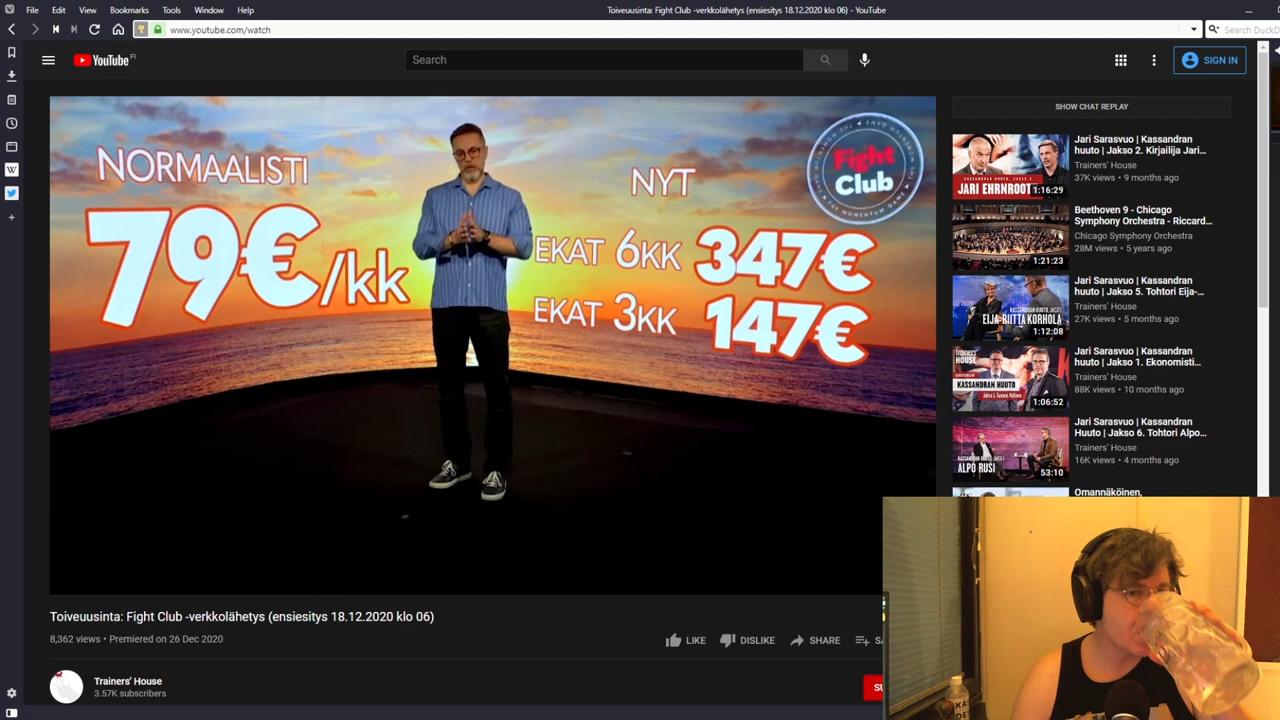 File Edit View Bookmarks Tools Window Help
Toiveuusinta: Fight Club -verkkolähetys (ensiesitys 18.12.2020 klo 06) - YouTube
www.youtube.com/watch
Search DuckD
YouTube FI
Search
SIGN IN
NORMAALISTI
79€/kk
NYT
EKAT 6KK 347€
EKAT 3KK 147€
Fight
Club
SHOW CHAT REPLAY
JARI EHRNROOT
1:16:29
Jari Sarasvuo | Kassandran
huuto | Jakso 2. Kirjailija Jari...
Trainers' House
37K views • 9 months ago
1:21:23
Beethoven 9 - Chicago
Symphony Orchestra - Riccard...
Chicago Symphony Orchestra
28M views • 5 years ago
EIJA-RIITTA KORHOLA
1:12:08
Jari Sarasvuo | Kassandran
huuto | Jakso 5. Tohtori Eija-...
Trainers' House
27K views • 5 months ago
trainers'
HOUSE
KASSANDRAN HUUTO
1:06:52
Jari Sarasvuo | Kassandran
huuto | Jakso 1. Ekonomisti...
Trainers' House
88K views • 10 months ago
ALPO RUSI
53:10
Jari Sarasvuo | Kassandran
Huuto | Jakso 6. Tohtori Alpo...
Trainers' House
16K views • 4 months ago
Omannäköinen,
Toiveuusinta: Fight Club -verkkolähetys (ensiesitys 18.12.2020 klo 06)
8,362 views • Premiered on 26 Dec 2020
LIKE DISLIKE SHARE SA
Trainers' House
3.57K subscribers
SU